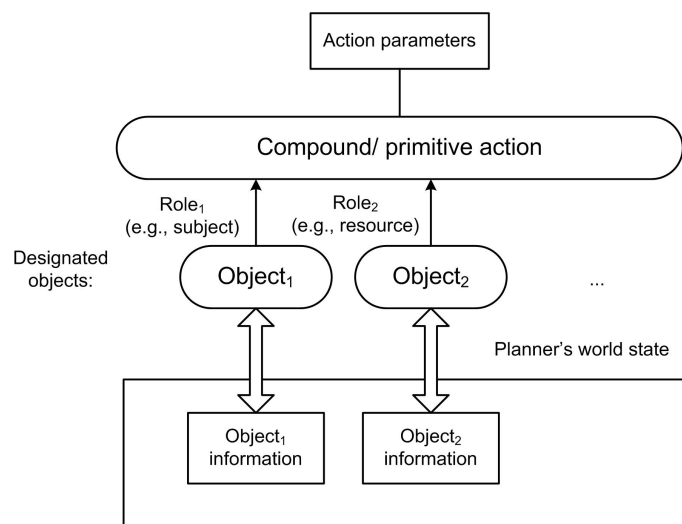 Action parameters
Compound/ primitive action
Role₁
(e.g., subject)
Role₂
(e.g., resource)
Designated
objects:
Object₁
Object₂
...
Planner's world state
Object₁
information
Object₂
information